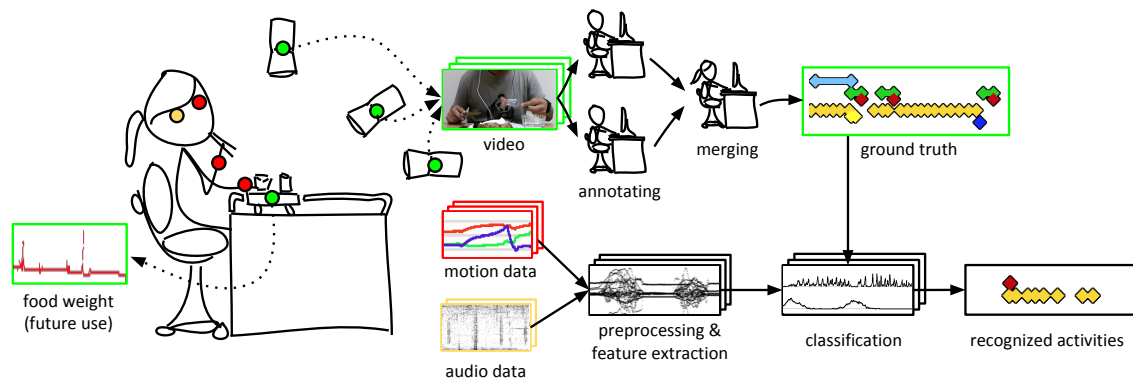 video
annotating
merging
ground truth
motion data
food weight
(future use)
audio data
preprocessing &
feature extraction
classification
recognized activities